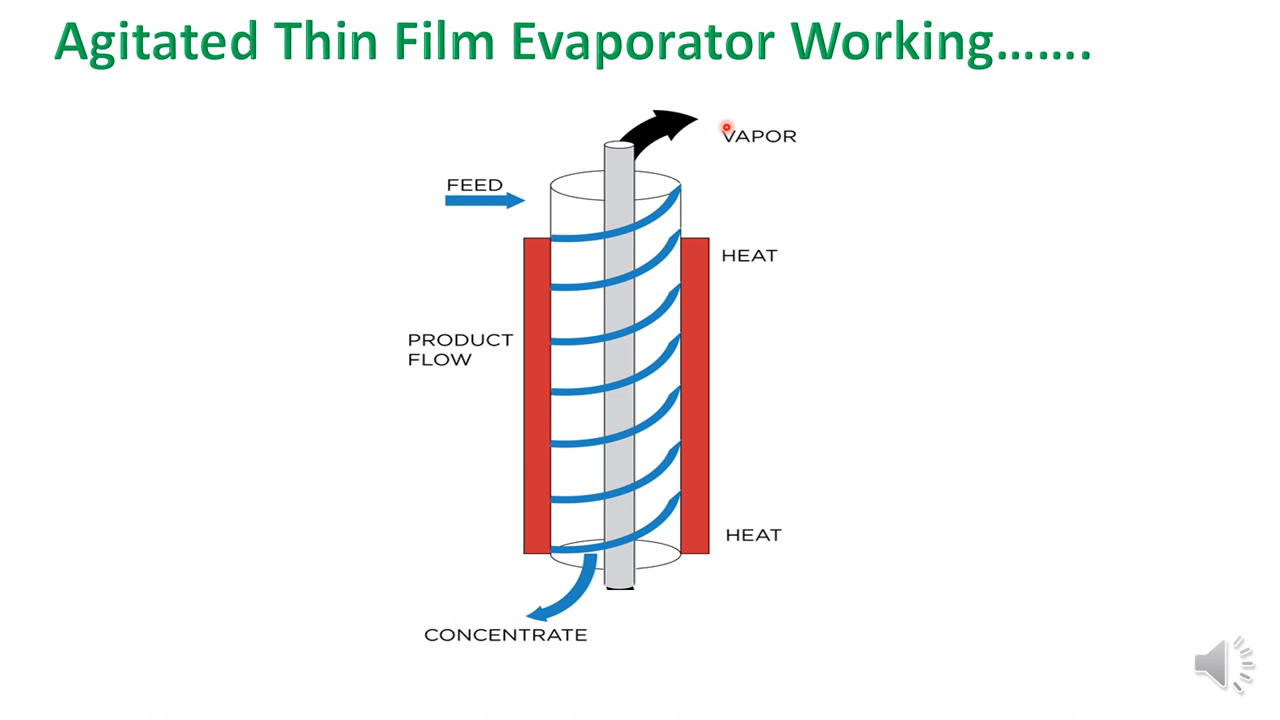 Agitated Thin Film Evaporator Working…….
VAPOR
FEED
HEAT
PRODUCT
FLOW
HEAT
CONCENTRATE